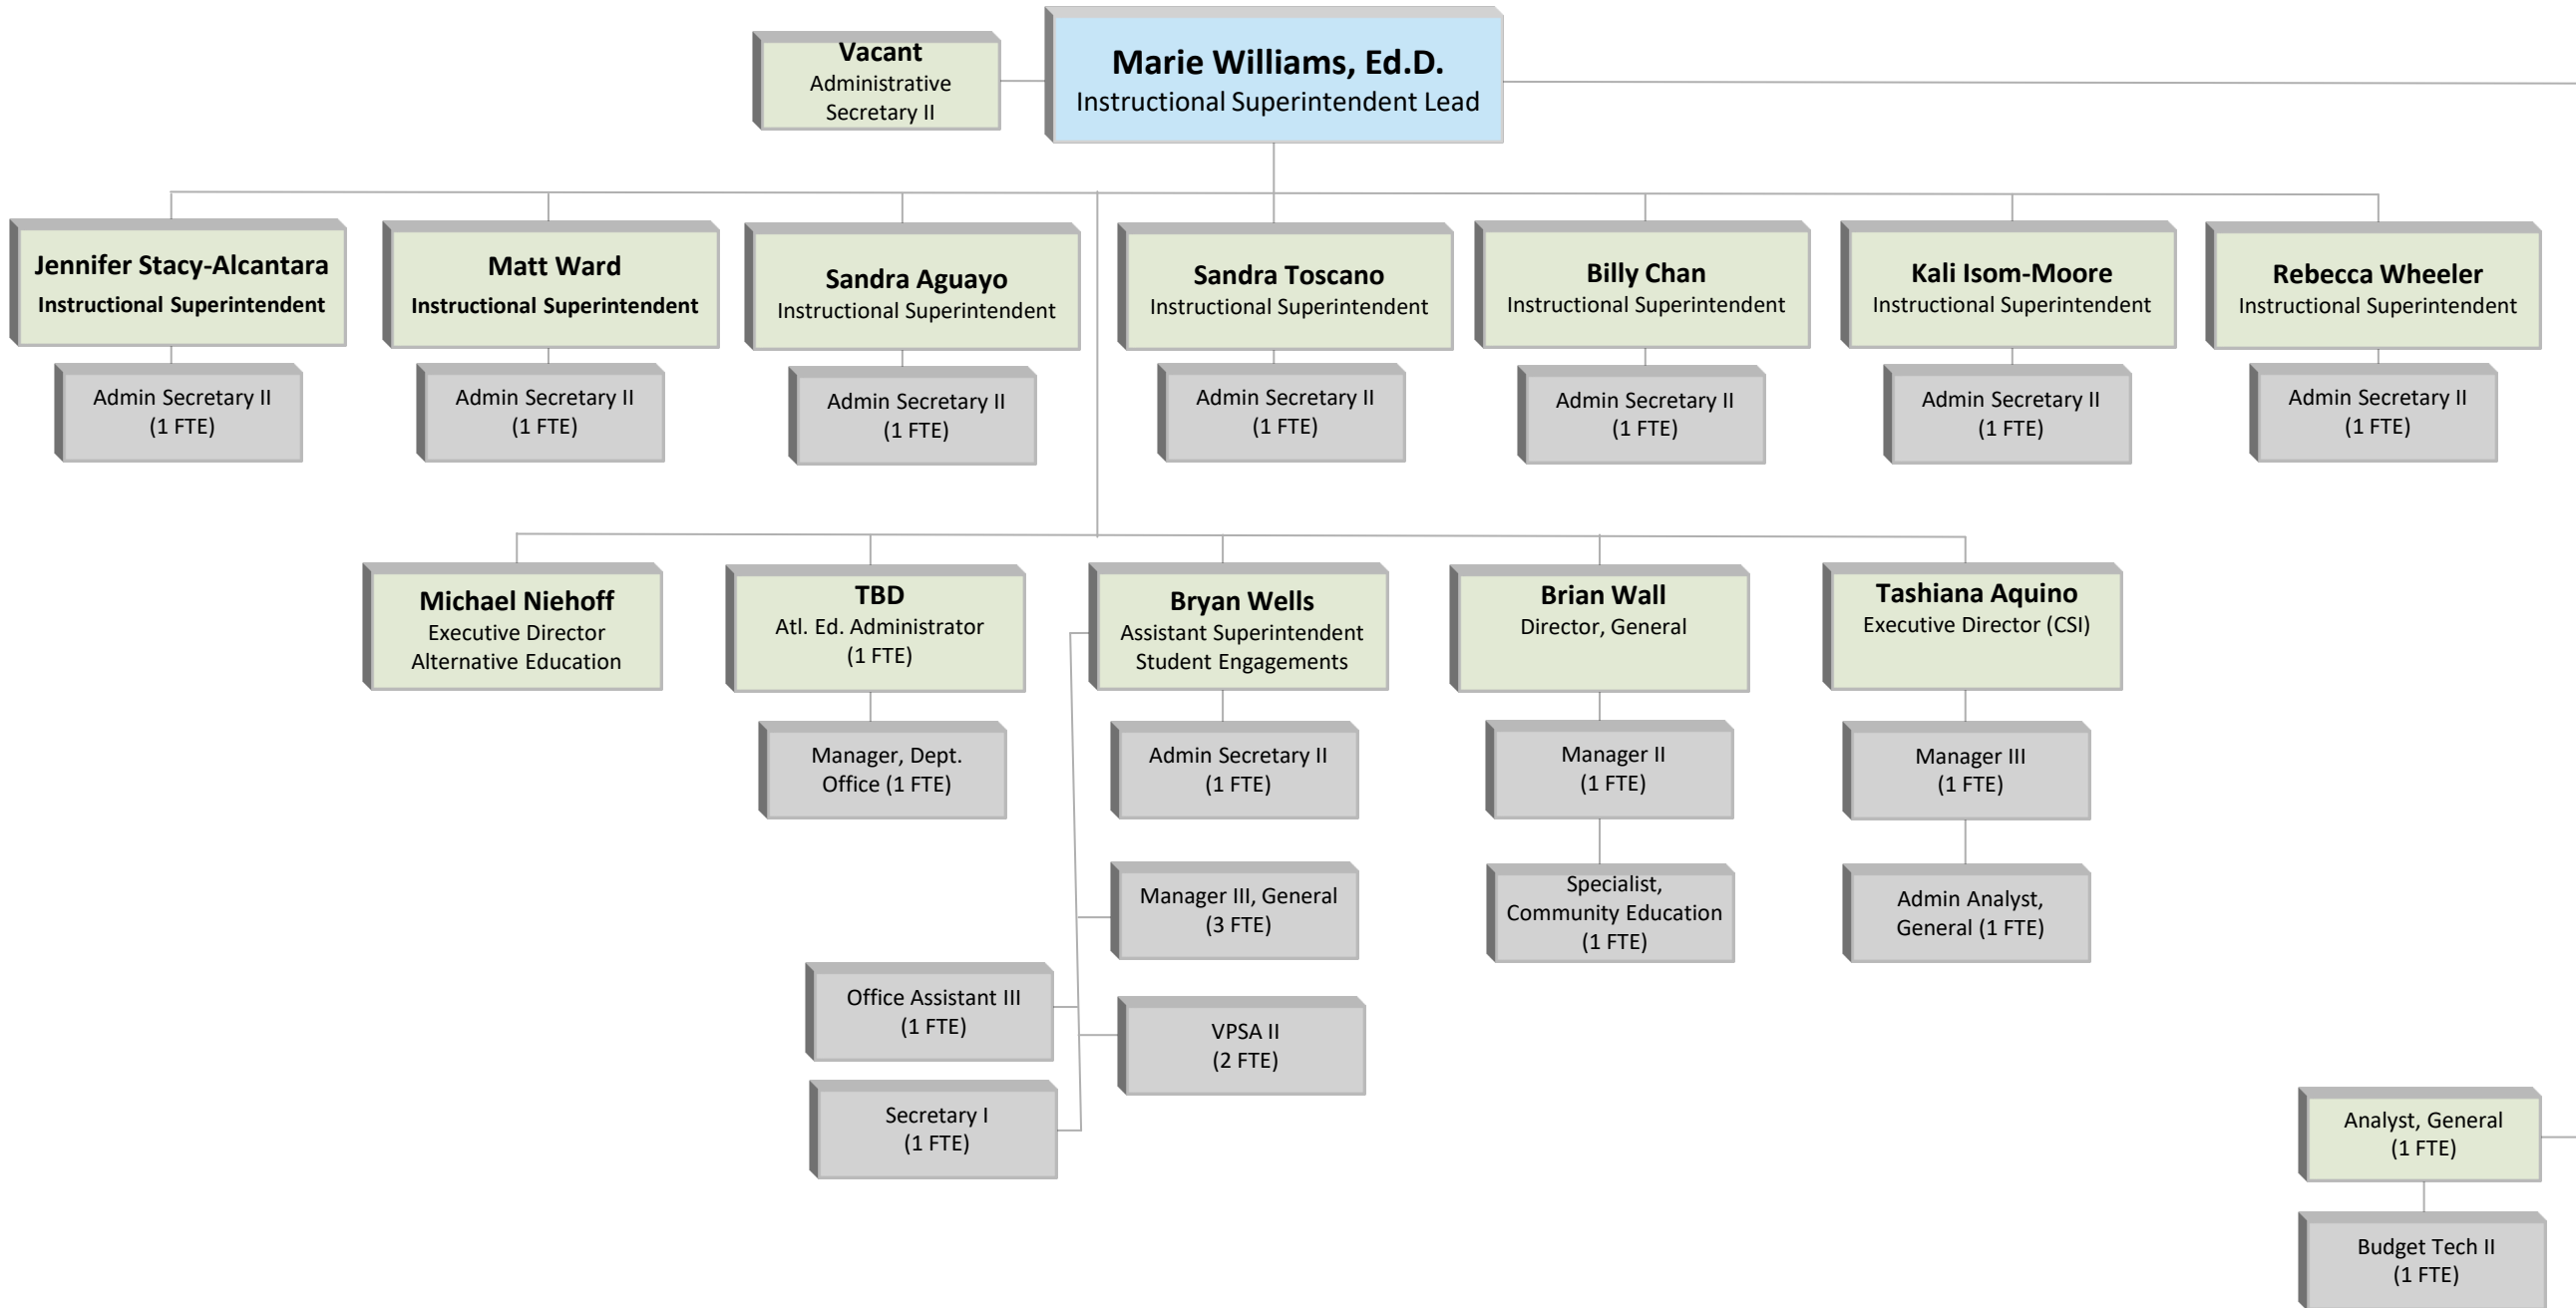 Vacant
Administrative
Secretary II
Marie Williams, Ed.D.
Instructional Superintendent Lead
Jennifer Stacy-Alcantara
Instructional Superintendent
Matt Ward
Instructional Superintendent
Sandra Aguayo
Instructional Superintendent
Sandra Toscano
Instructional Superintendent
Billy Chan
Instructional Superintendent
Kali Isom-Moore
Instructional Superintendent
Rebecca Wheeler
Instructional Superintendent
Admin Secretary II
(1 FTE)
Admin Secretary II
(1 FTE)
Admin Secretary II
(1 FTE)
Admin Secretary II
(1 FTE)
Admin Secretary II
(1 FTE)
Admin Secretary II
(1 FTE)
Admin Secretary II
(1 FTE)
Michael Niehoff
Executive Director
Alternative Education
TBD
Atl. Ed. Administrator
(1 FTE)
Bryan Wells
Assistant Superintendent
Student Engagements
Brian Wall
Director, General
Tashiana Aquino
Executive Director (CSI)
Manager, Dept.
Office (1 FTE)
Admin Secretary II
(1 FTE)
Manager II
(1 FTE)
Manager III
(1 FTE)
Manager III, General
(3 FTE)
Specialist,
Community Education
(1 FTE)
Admin Analyst,
General (1 FTE)
Office Assistant III
(1 FTE)
VPSA II
(2 FTE)
Secretary I
(1 FTE)
Analyst, General
(1 FTE)
Budget Tech II
(1 FTE)